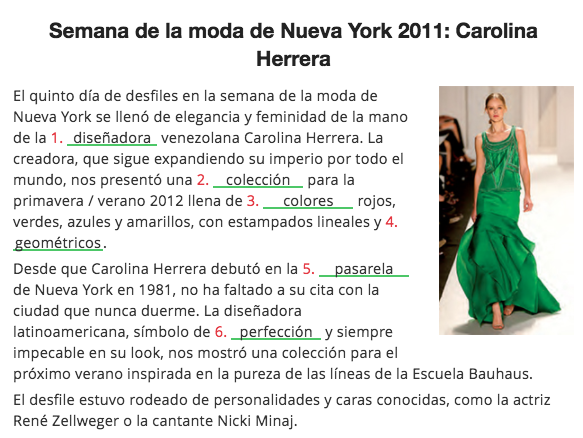 Semana de la moda de Nueva York 2011: Carolina
Herrera
El quinto día de desfiles en la semana de la moda de
Nueva York se llenó de elegancia y feminidad de la mano
de la 1. diseñadora venezolana Carolina Herrera. La
creadora, que sigue expandiendo su imperio por todo el
mundo, nos presentó una 2. colección para la
primavera / verano 2012 llena de 3. colores rojos,
verdes, azules y amarillos, con estampados lineales y 4.
geométricos.
Desde que Carolina Herrera debutó en la 5. pasarela
de Nueva York en 1981, no ha faltado a su cita con la
ciudad que nunca duerme. La diseñadora
latinoamericana, símbolo de 6. perfección y siempre
impecable en su look, nos mostró una colección para el
próximo verano inspirada en la pureza de las líneas de la Escuela Bauhaus.
El desfile estuvo rodeado de personalidades y caras conocidas, como la actriz
René Zellweger o la cantante Nicki Minaj.